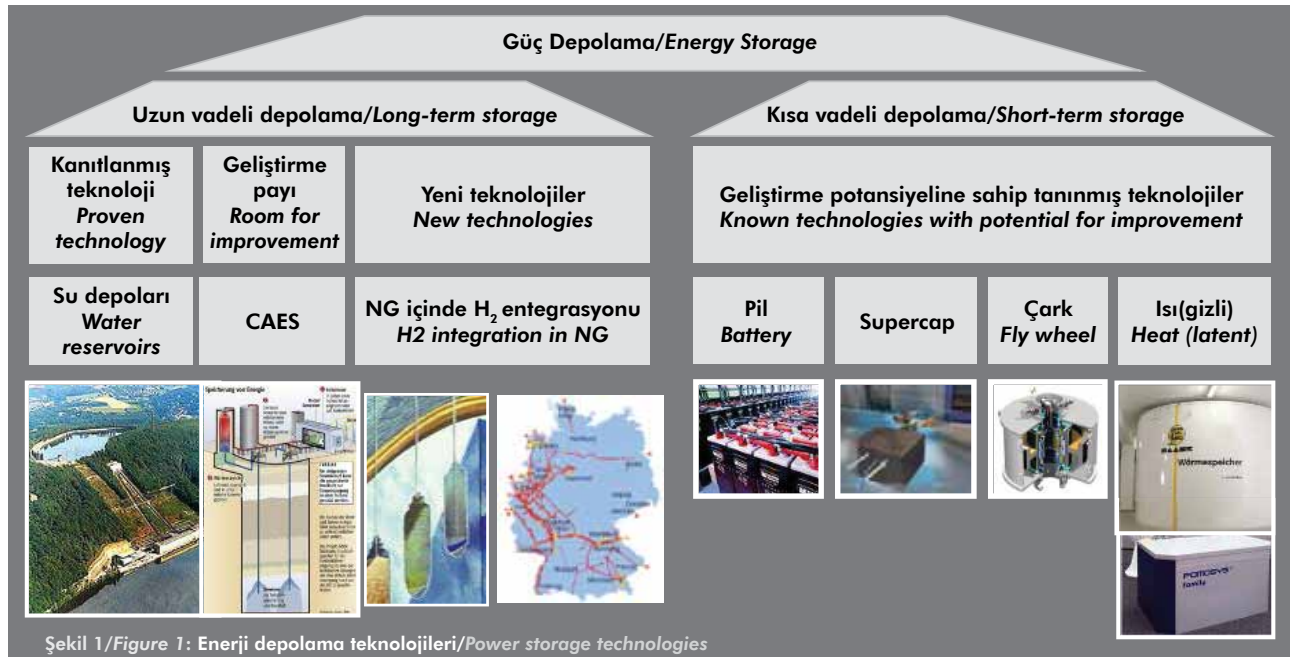 Güç Depolama/Energy Storage
Uzun vadeli depolama/Long-term storage
Kısa vadeli depolama/Short-term storage
Kanıtlanmış
teknoloji
Proven
technology
Geliştirme
payı
Room for
improvement
Yeni teknolojiler
New technologies
Geliştirme potansiyeline sahip tanınmış teknolojiler
Known technologies with potential for improvement
Su depoları
Water
reservoirs
CAES
NG içinde H₂ entegrasyonu
H2 integration in NG
Pil
Battery
Supercap
Çark
Fly wheel
Isı(gizli)
Heat (latent)
Speicherung von Energie
Wärmespeicher
family
Şekil 1/Figure 1: Enerji depolama teknolojileri/Power storage technologies